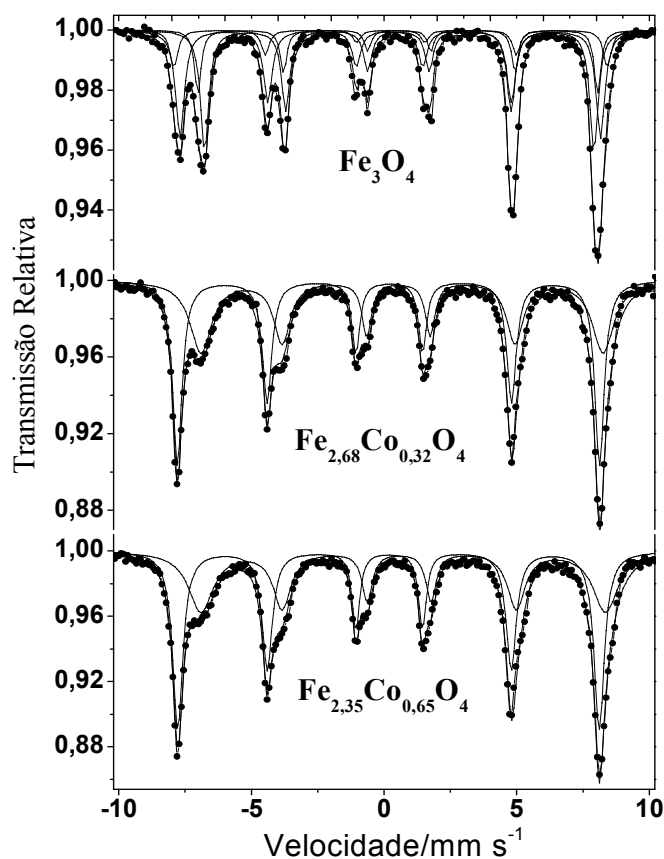 Transmissão Relativa
1,00
0,98
0,96
0,94
Fe₃O₄
1,00
0,96
0,92
0,88
Fe₂,₆₈Co₀,₃₂O₄
1,00
0,96
0,92
0,88
Fe₂,₃₅Co₀,₆₅O₄
-10 -5 0 5 10
Velocidade/mm s⁻¹